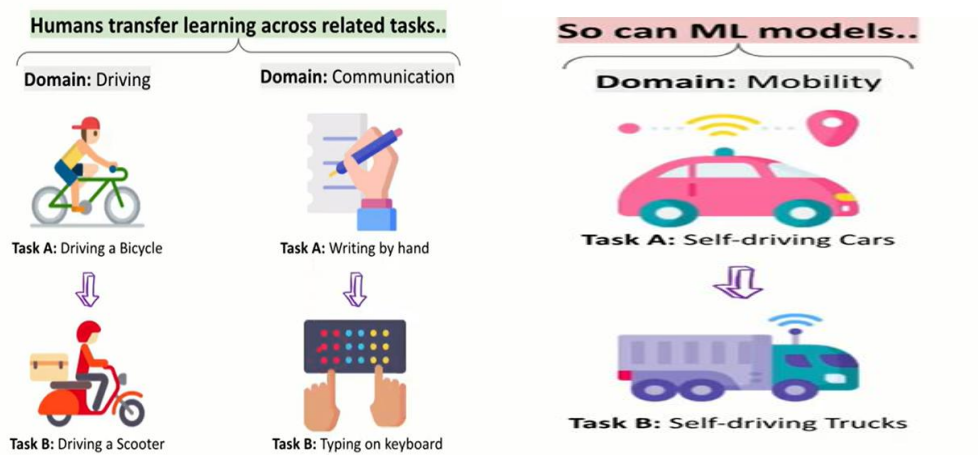 Humans transfer learning across related tasks..
Domain: Driving
Task A: Driving a Bicycle
Task B: Driving a Scooter
Domain: Communication
Task A: Writing by hand
Task B: Typing on keyboard
So can ML models..
Domain: Mobility
Task A: Self-driving Cars
Task B: Self-driving Trucks